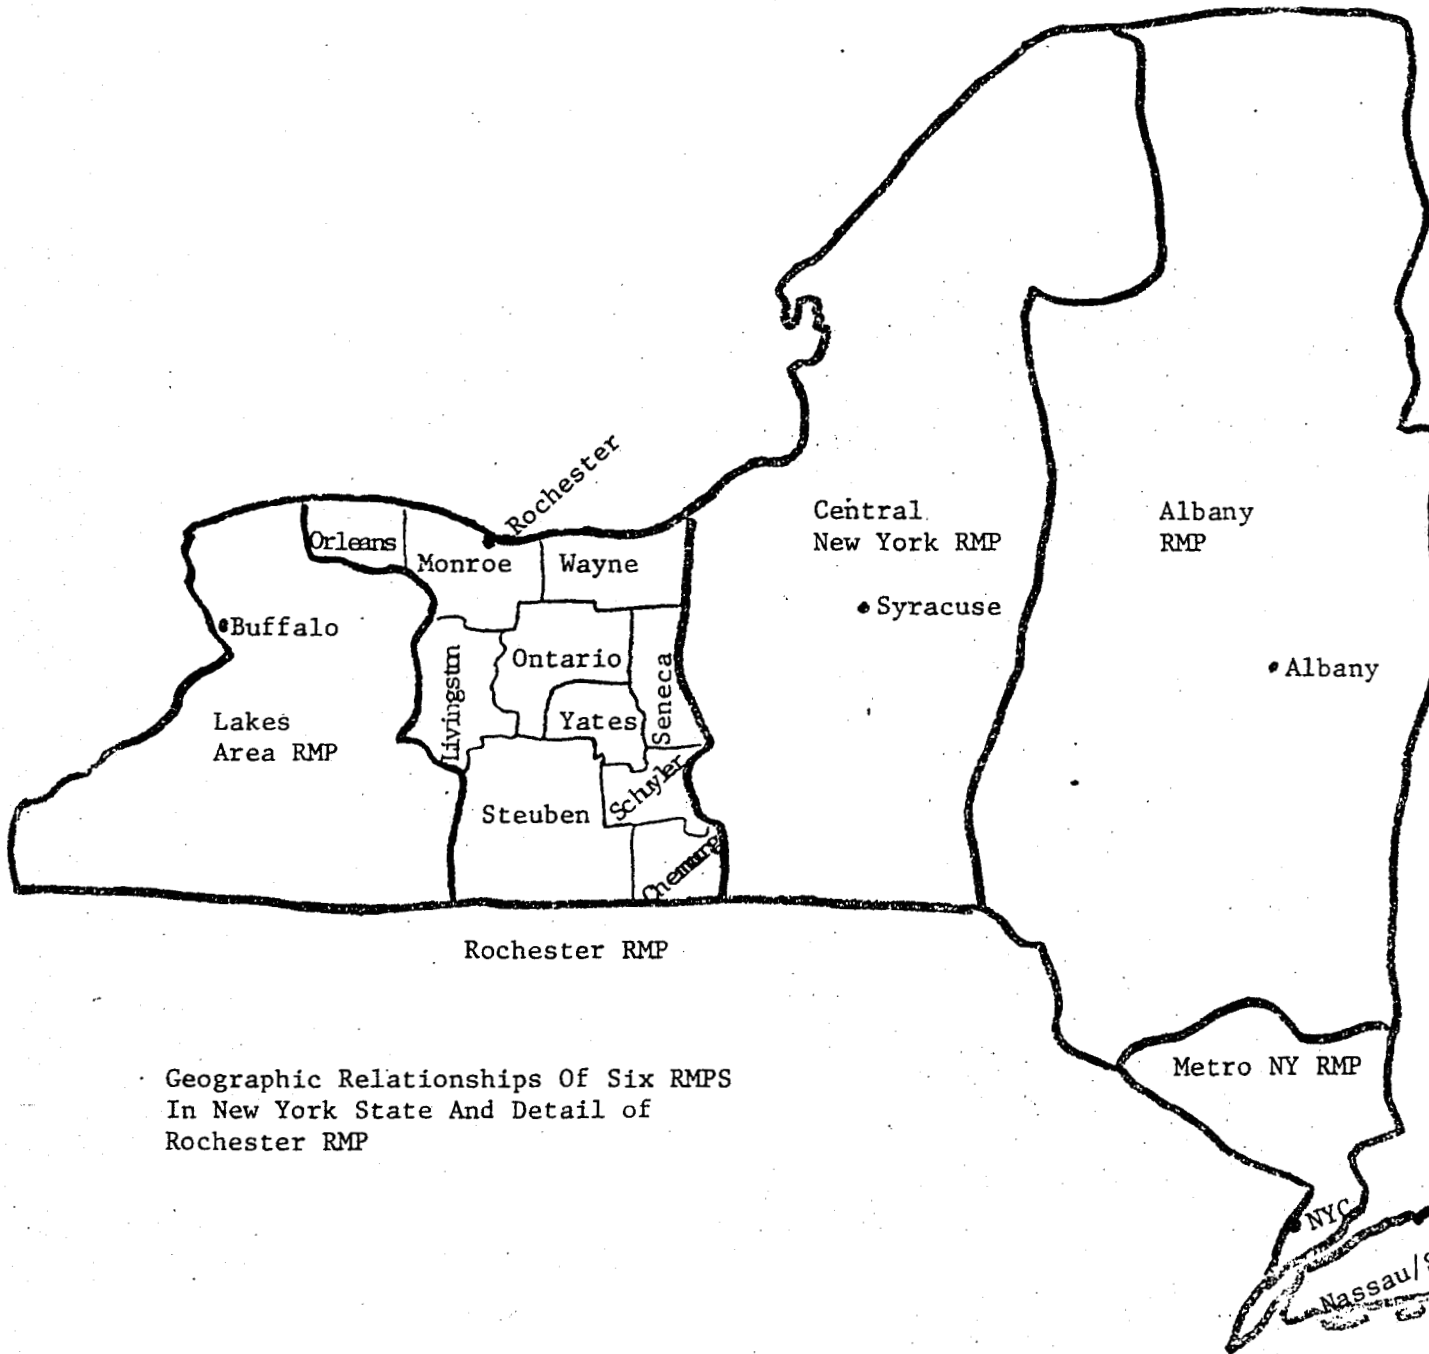 Rochester
Orleans
Monroe
Wayne
Central
New York RMP
Albany
RMP
Syracuse
Buffalo
Ontario
Livingston
Seneca
Albany
Lakes
Area RMP
Yates
Schuyler
Steuben
Chemung
Rochester RMP
Metro NY RMP
Geographic Relationships Of Six RMPS
In New York State And Detail of
Rochester RMP
NYC
Nassau/